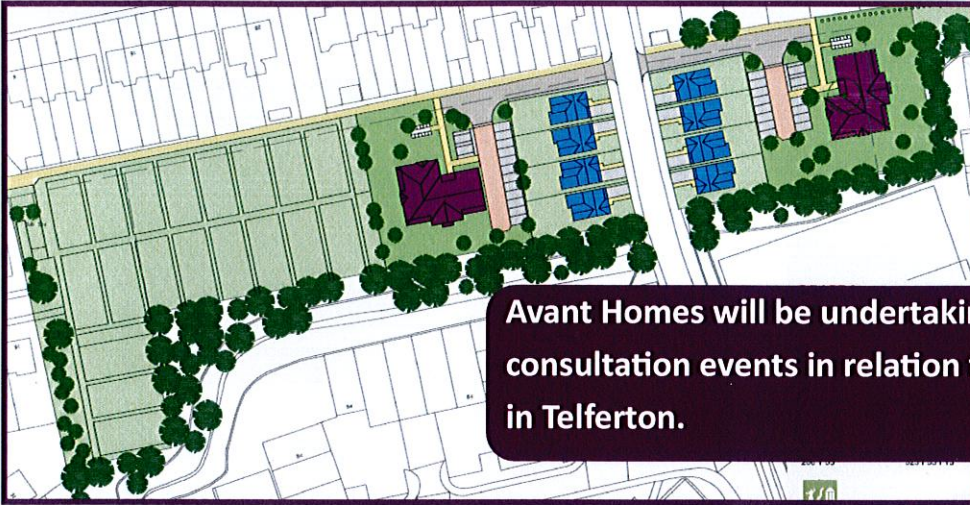 Avant Homes will be undertaki
consultation events in relation
in Telferton.